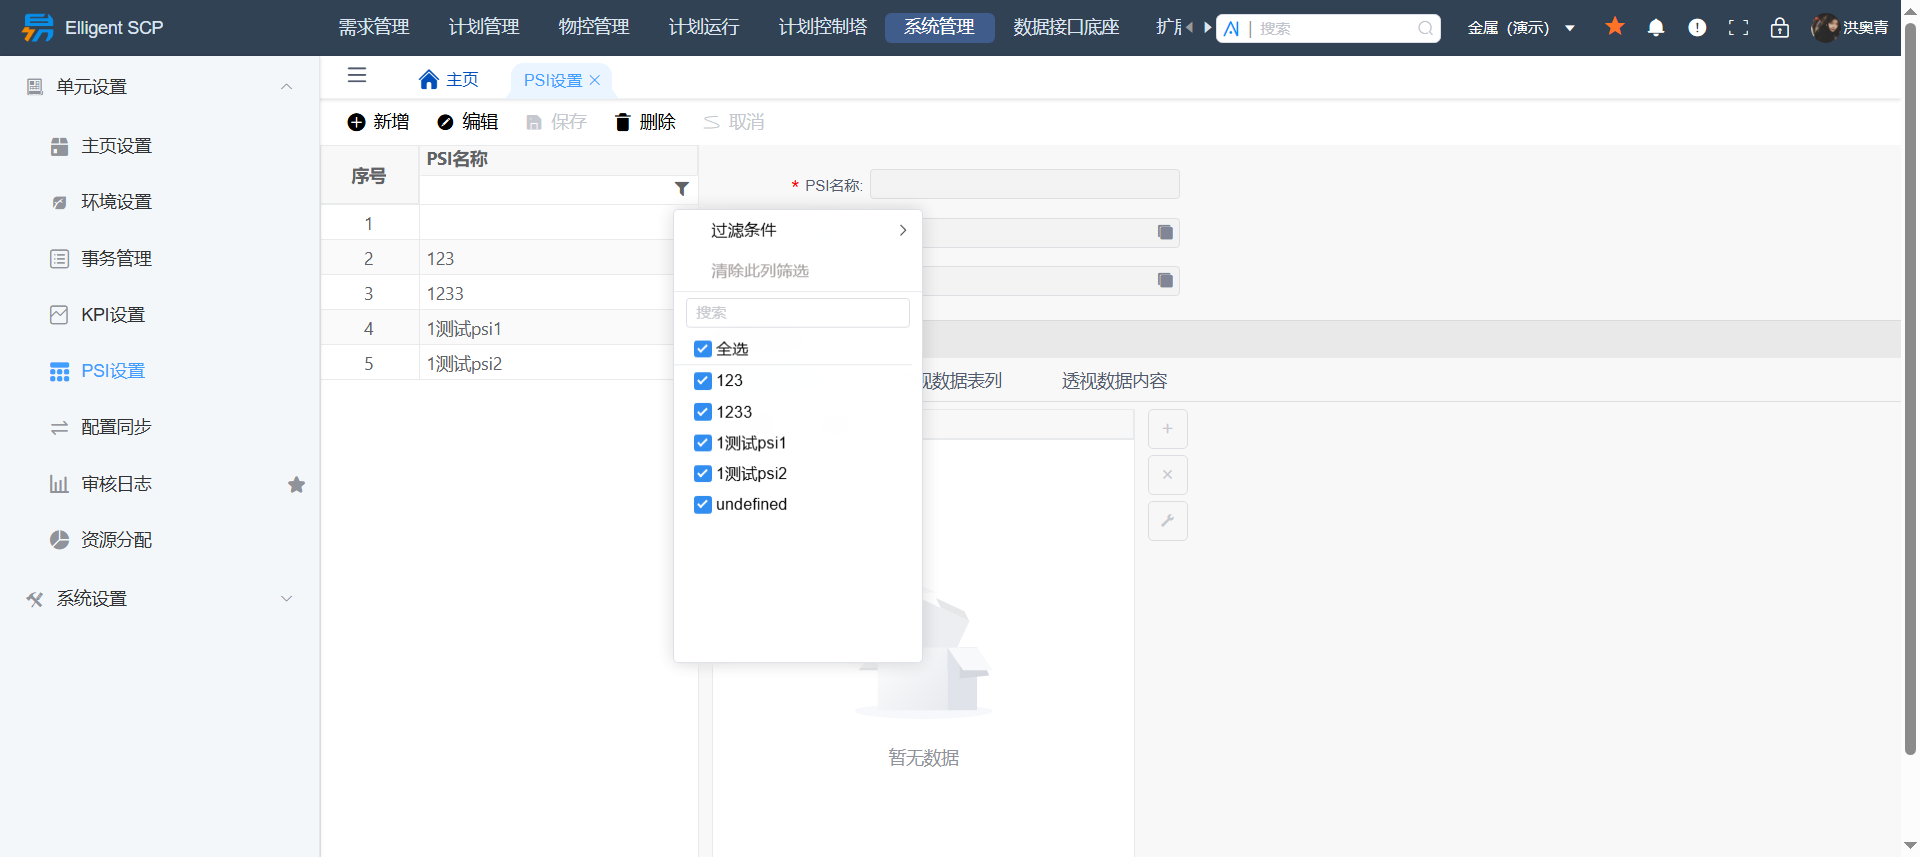 Elligent SCP
需求管理
计划管理
物控管理
计划运行
计划控制塔
系统管理
数据接口底座
AI | 搜索
金属 (演示)
洪奥青
单元设置
主页设置
环境设置
事务管理
KPI设置
PSI设置
配置同步
审核日志
资源分配
系统设置
主页
PSI设置
新增
编辑
保存
删除
取消
序号
PSI名称
1
2 123
3 1233
4 1测试psi1
5 1测试psi2
* PSI名称:
过滤条件
清除此列筛选
搜索
全选
123
1233
1测试psi1
1测试psi2
undefined
数据表列
透视数据内容
暂无数据